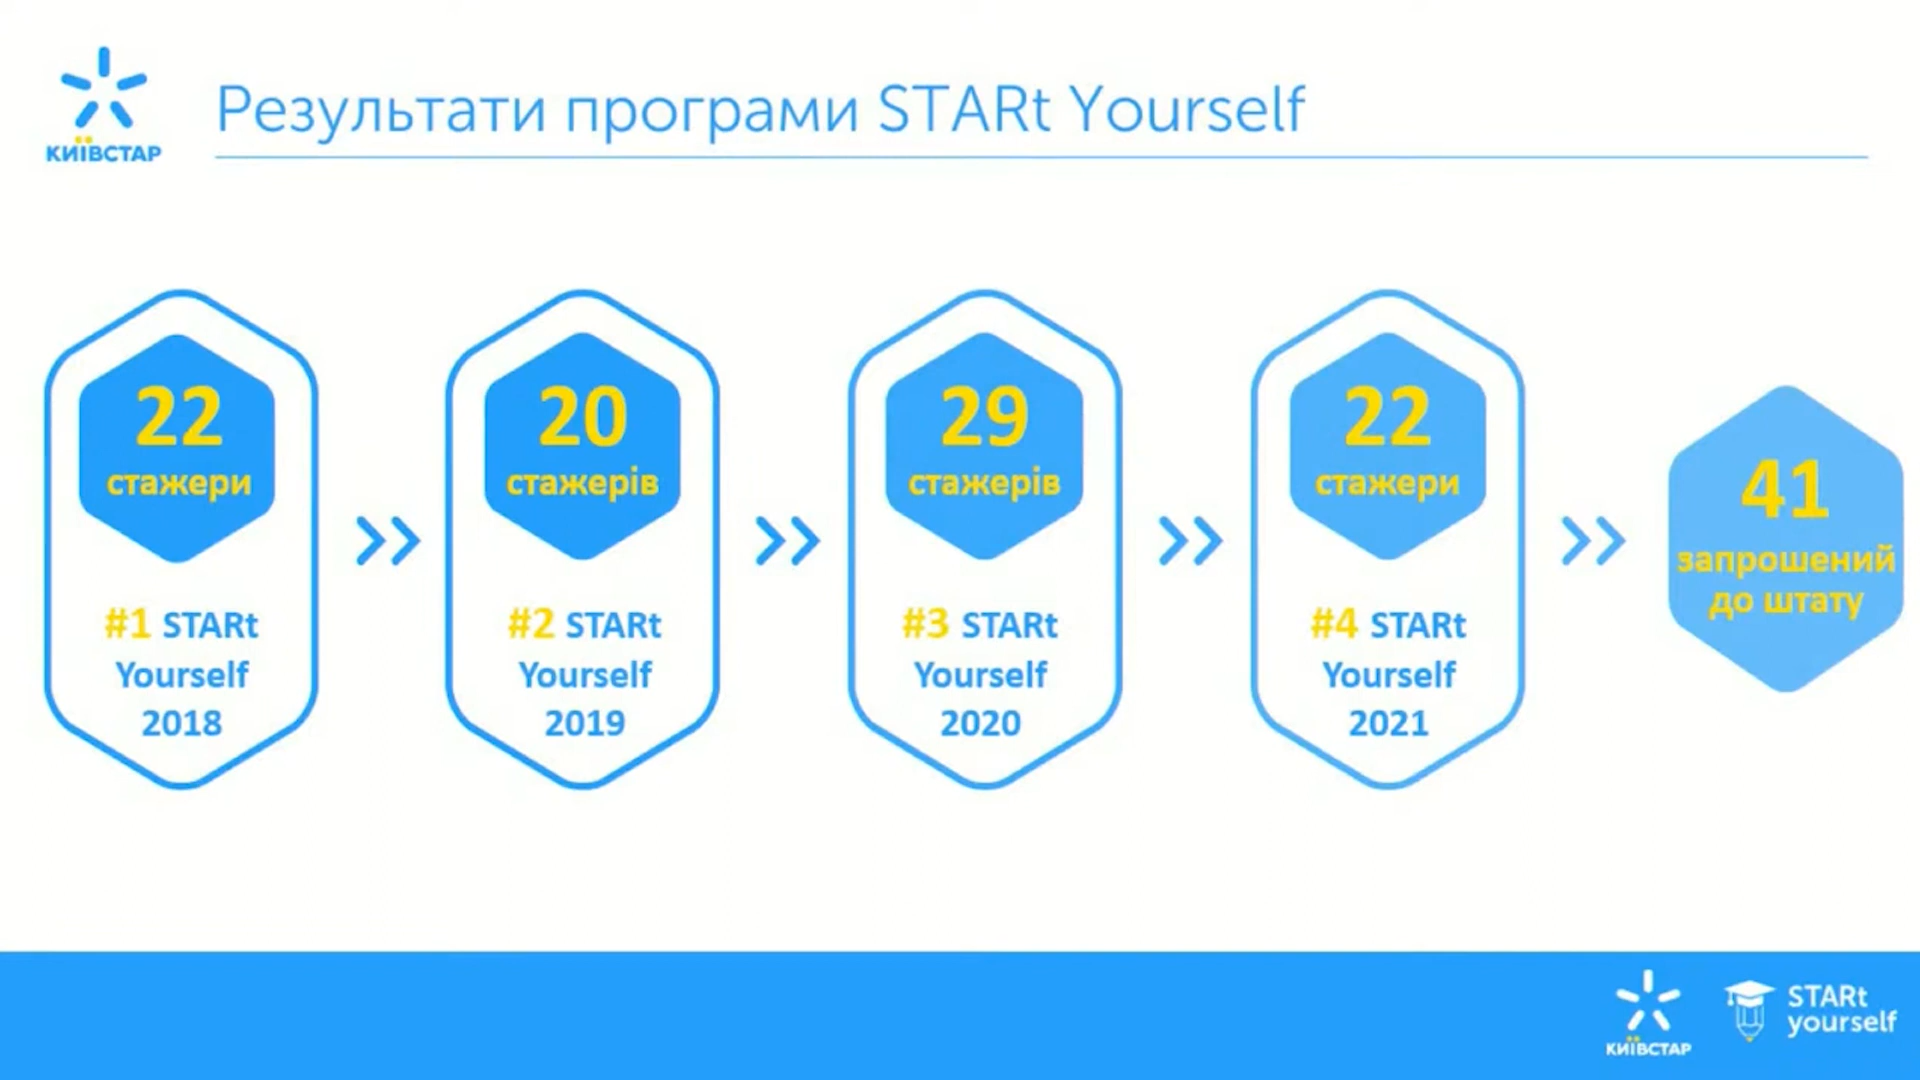 КИЇВСТАР
Результати програми STARt Yourself
22
стажери
#1 STARt
Yourself
2018
20
стажерів
#2 STARt
Yourself
2019
29
стажерів
#3 STARt
Yourself
2020
22
стажери
#4 STARt
Yourself
2021
41
запрошений
до штату
КИЇВСТАР
STARt
yourself